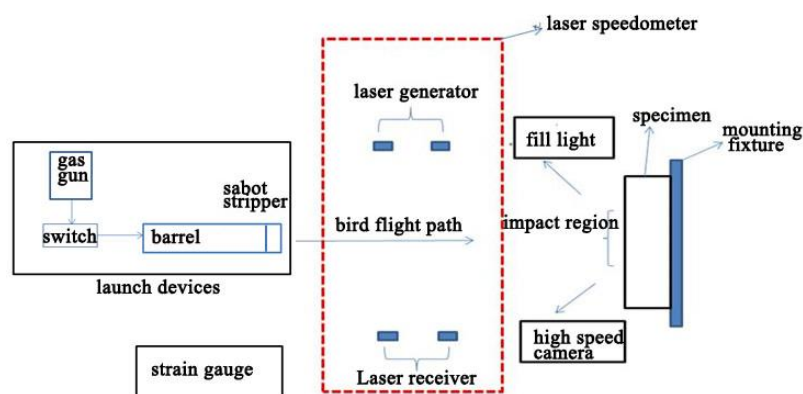 laser speedometer
laser generator
specimen
mounting
fixture
fill light
gas
gun
sabot
stripper
switch
barrel
bird flight path
impact region
launch devices
high speed
camera
strain gauge
Laser receiver